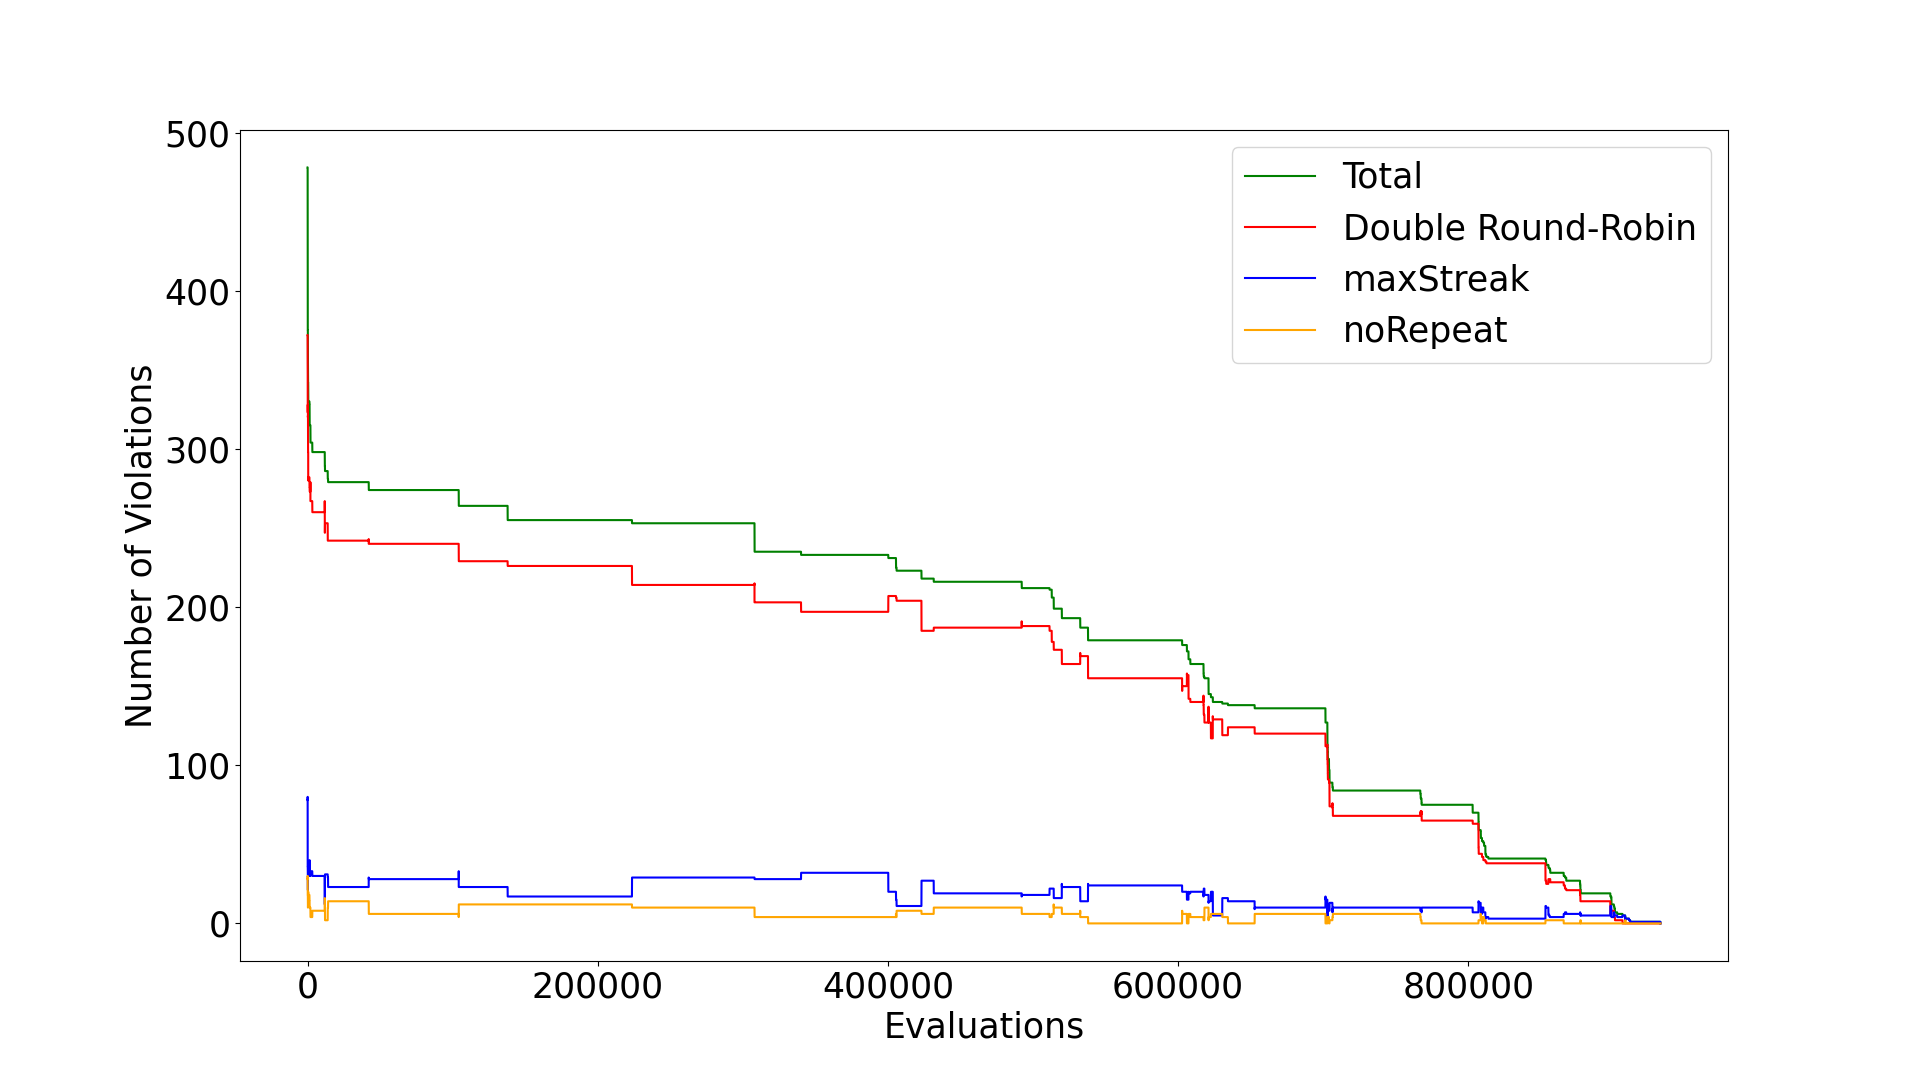 500
400
300
200
100
0
Number of Violations
Total
Double Round-Robin
maxStreak
noRepeat
0 200000 400000 600000 800000
Evaluations